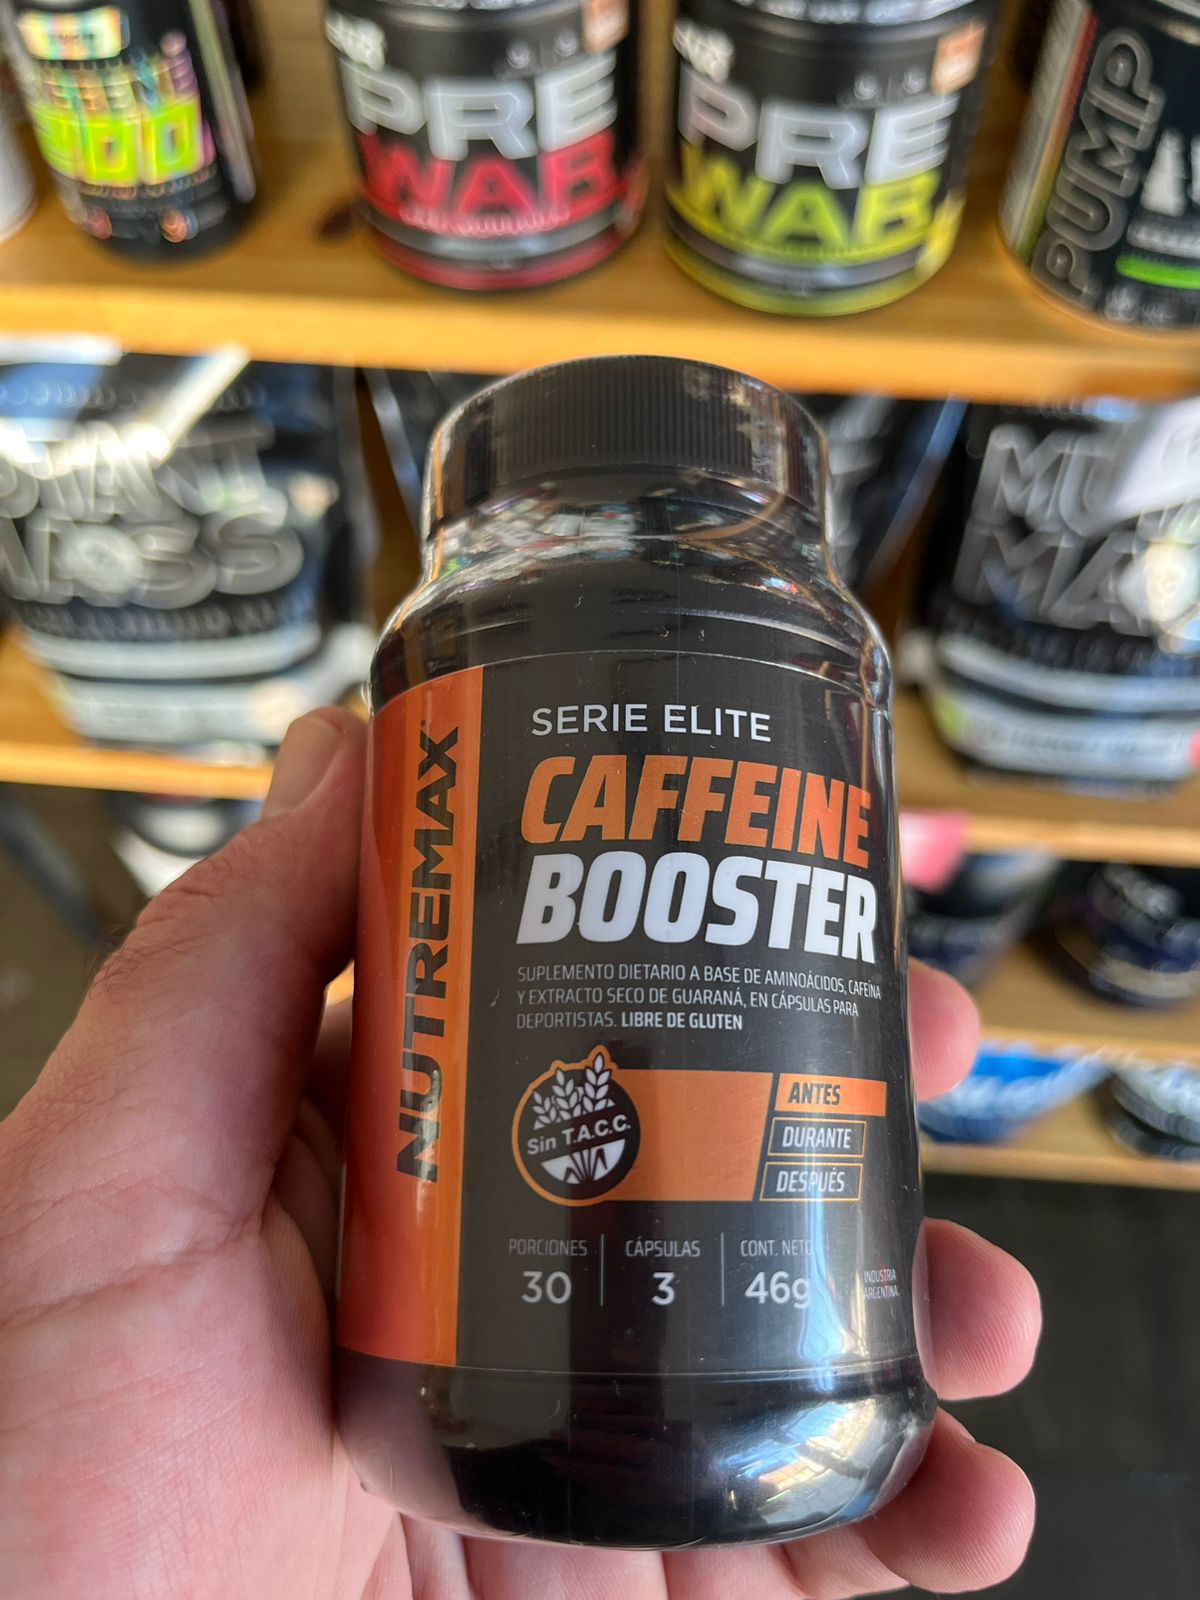 PRE
WAR
PRE
WAR
PUMP
MUTANT
MASS
SERIE ELITE
CAFFEINE
BOOSTER
NUTREMAX
SUPLEMENTO DIETARIO A BASE DE AMINOÁCIDOS, CAFEÍNA
Y EXTRACTO SECO DE GUARANÁ, EN CÁPSULAS PARA
DEPORTISTAS. LIBRE DE GLUTEN
Sin T.A.C.C.
ANTES
DURANTE
DESPUÉS
PORCIONES
30
CÁPSULAS
3
CONT. NETO
46g
INDUSTRIA
ARGENTINA.